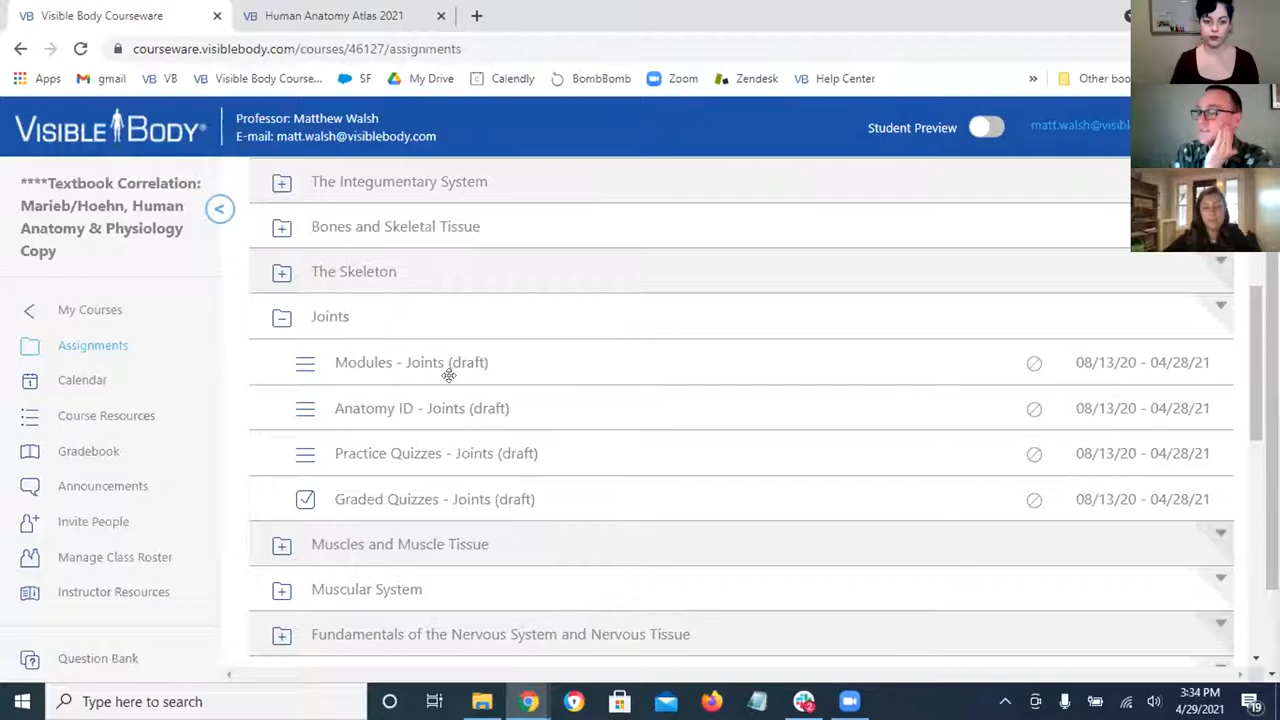 VB Visible Body Courseware
VB Human Anatomy Atlas 2021
courseware.visiblebody.com/courses/46127/assignments
Apps
gmail
VB VB
VB Visible Body Course...
SF
My Drive
Calendly
BombBomb
Zoom
Zendesk
VB Help Center
»
Other boo
VISIBLE BODY®
Professor: Matthew Walsh
E-mail: matt.walsh@visiblebody.com
Student Preview
matt.walsh@visibl
****Textbook Correlation:
Marieb/Hoehn, Human
Anatomy & Physiology
Copy
<
My Courses
Assignments
Calendar
Course Resources
Gradebook
Announcements
Invite People
Manage Class Roster
Instructor Resources
Question Bank
The Integumentary System
Bones and Skeletal Tissue
The Skeleton
Joints
Modules - Joints (draft) 08/13/20 - 04/28/21
Anatomy ID - Joints (draft) 08/13/20 - 04/28/21
Practice Quizzes - Joints (draft) 08/13/20 - 04/28/21
Graded Quizzes - Joints (draft) 08/13/20 - 04/28/21
Muscles and Muscle Tissue
Muscular System
Fundamentals of the Nervous System and Nervous Tissue
Type here to search
3:34 PM
4/29/2021
19